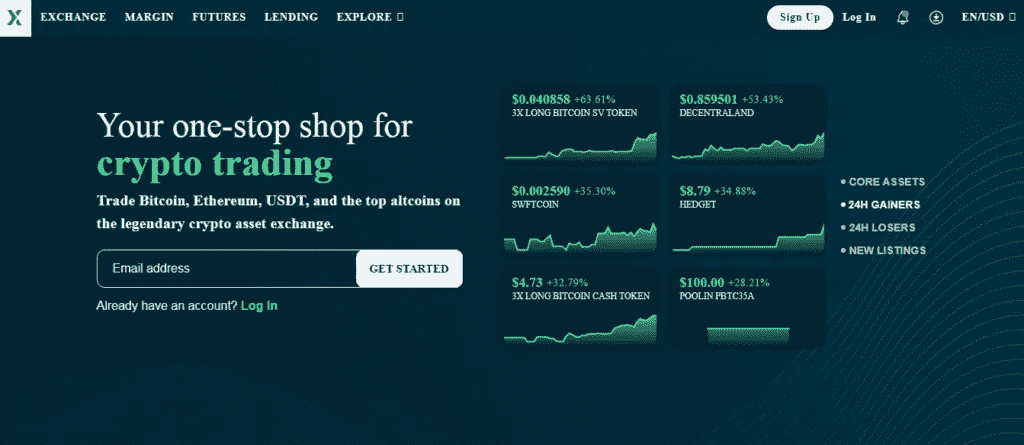 EXCHANGE MARGIN FUTURES LENDING EXPLORE
Sign Up Log In EN/USD
Your one-stop shop for
crypto trading
Trade Bitcoin, Ethereum, USDT, and the top altcoins on
the legendary crypto asset exchange.
Email address GET STARTED
Already have an account? Log In
$0.040858 +63.61%
3X LONG BITCOIN SV TOKEN
$0.859501 +53.43%
DECENTRALAND
$0.002590 +35.30%
SWFTCOIN
$8.79 +34.88%
HEDGET
$4.73 +32.79%
3X LONG BITCOIN CASH TOKEN
$100.00 +28.21%
POOLIN PBTC35A
CORE ASSETS
24H GAINERS
24H LOSERS
NEW LISTINGS